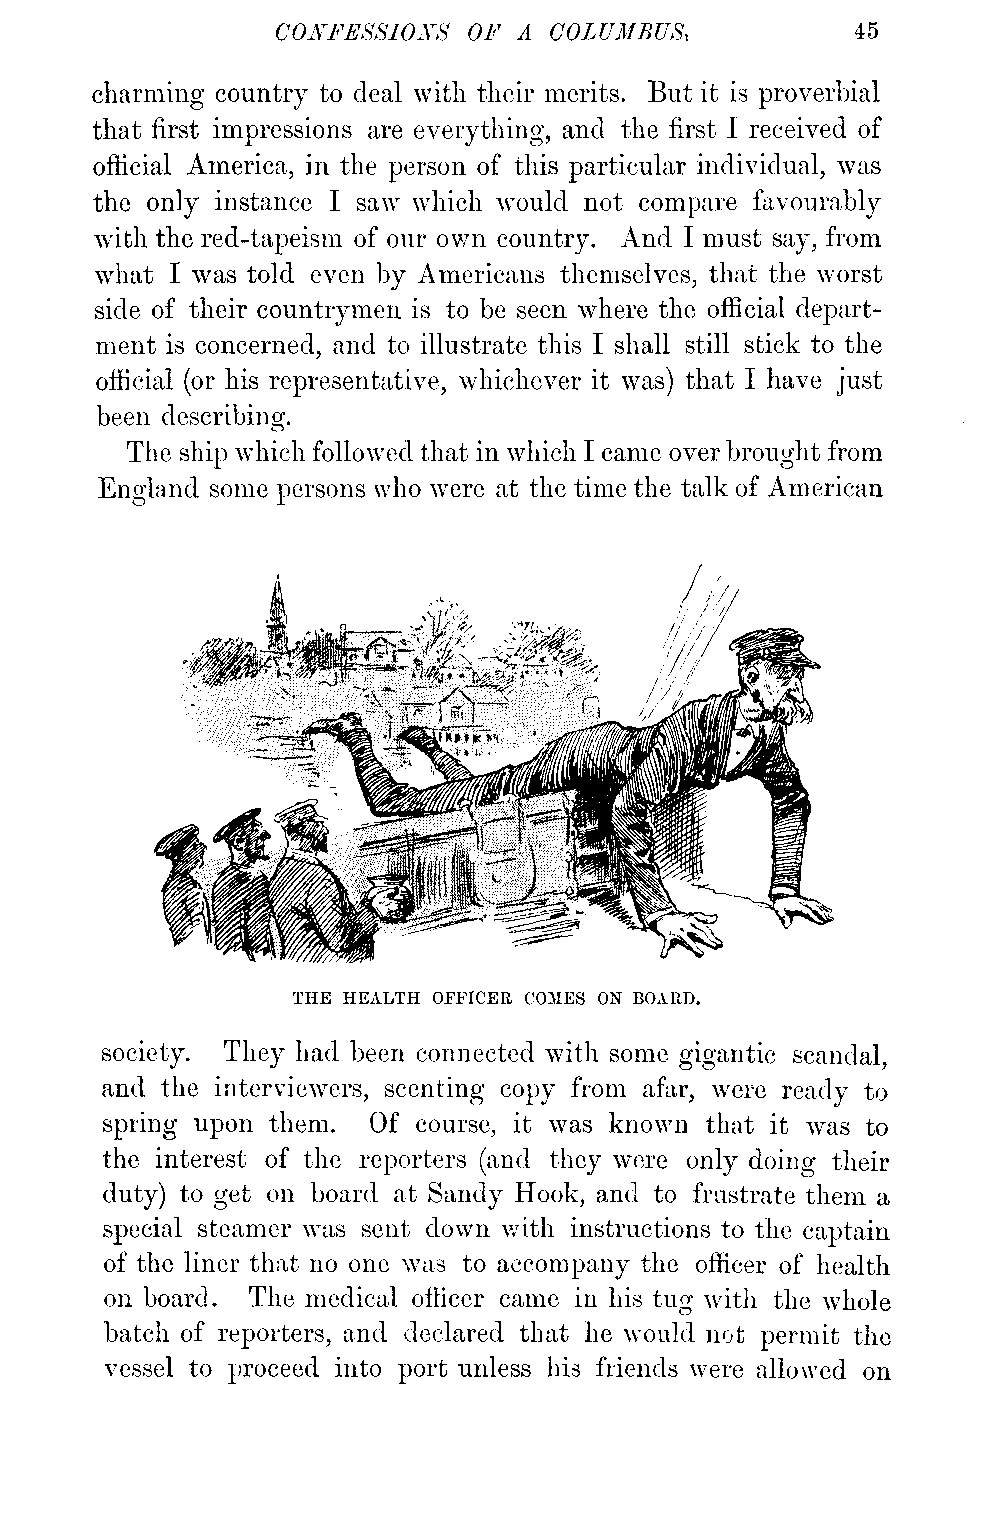 CONFESSIONS OF A COLUMBUS. 45
charming country to deal with their merits. But it is proverbial
that first impressions are everything, and the first I received of
official America, in the person of this particular individual, was
the only instance I saw which would not compare favourably
with the red-tapeism of our own country. And I must say, from
what I was told even by Americans themselves, that the worst
side of their countrymen is to be seen where the official depart-
ment is concerned, and to illustrate this I shall still stick to the
official (or his representative, whichever it was) that I have just
been describing.
The ship which followed that in which I came over brought from
England some persons who were at the time the talk of American
THE HEALTH OFFICER COMES ON BOARD.
society. They had been connected with some gigantic scandal,
and the interviewers, scenting copy from afar, were ready to
spring upon them. Of course, it was known that it was to
the interest of the reporters (and they were only doing their
duty) to get on board at Sandy Hook, and to frustrate them a
special steamer was sent down with instructions to the captain
of the liner that no one was to accompany the officer of health
on board. The medical officer came in his tug with the whole
batch of reporters, and declared that he would not permit the
vessel to proceed into port unless his friends were allowed on